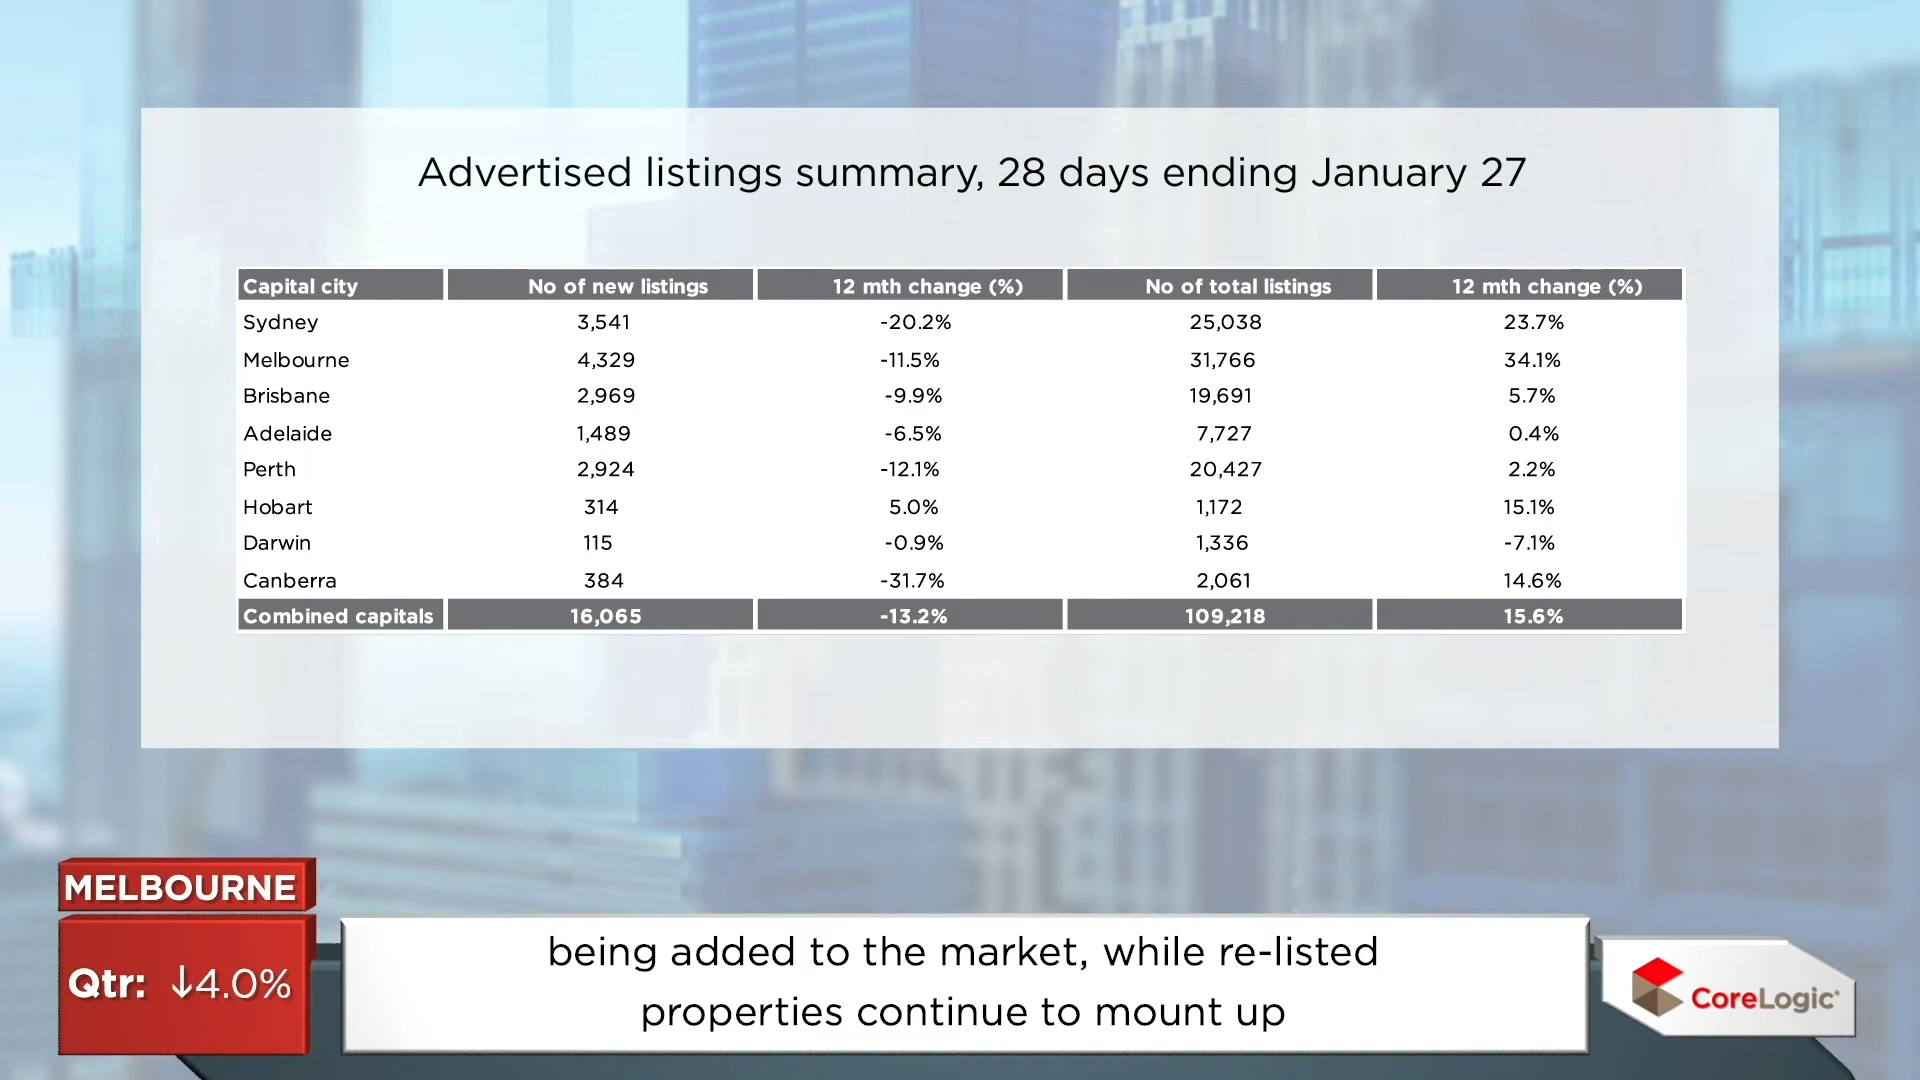 Advertised listings summary, 28 days ending January 27
Capital city No of new listings 12 mth change (%) No of total listings 12 mth change (%)
Sydney 3,541 -20.2% 25,038 23.7%
Melbourne 4,329 -11.5% 31,766 34.1%
Brisbane 2,969 -9.9% 19,691 5.7%
Adelaide 1,489 -6.5% 7,727 0.4%
Perth 2,924 -12.1% 20,427 2.2%
Hobart 314 5.0% 1,172 15.1%
Darwin 115 -0.9% 1,336 -7.1%
Canberra 384 -31.7% 2,061 14.6%
Combined capitals 16,065 -13.2% 109,218 15.6%
MELBOURNE
Qtr: ↓4.0%
being added to the market, while re-listed
properties continue to mount up
CoreLogic